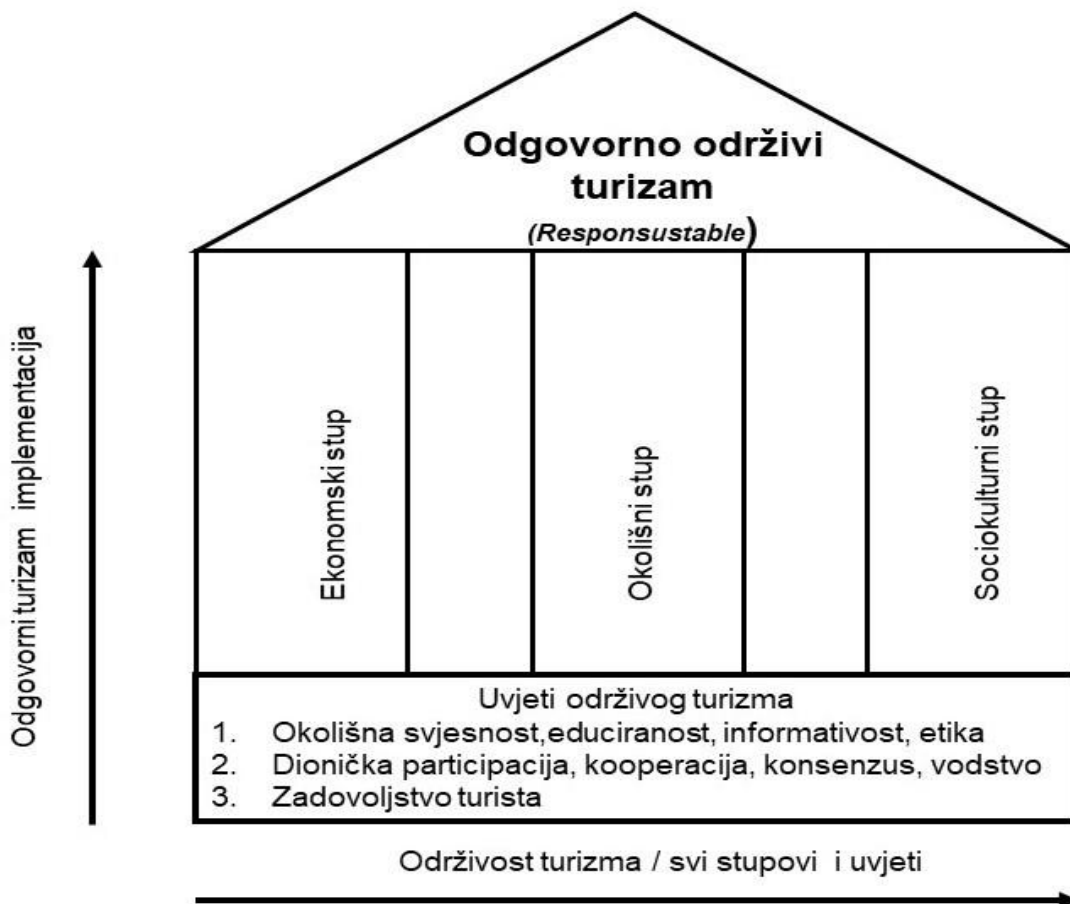 Odgovorno održivi
turizam
(Responsustable)
Odgovorni turizam implementacija
Ekonomski stup
Okolišni stup
Sociokulturni stup
Uvjeti održivog turizma
1. Okolišna svjesnost,educiranost, informativost, etika
2. Dionička participacija, kooperacija, konsenzus, vodstvo
3. Zadovoljstvo turista
Održivost turizma / svi stupovi i uvjeti